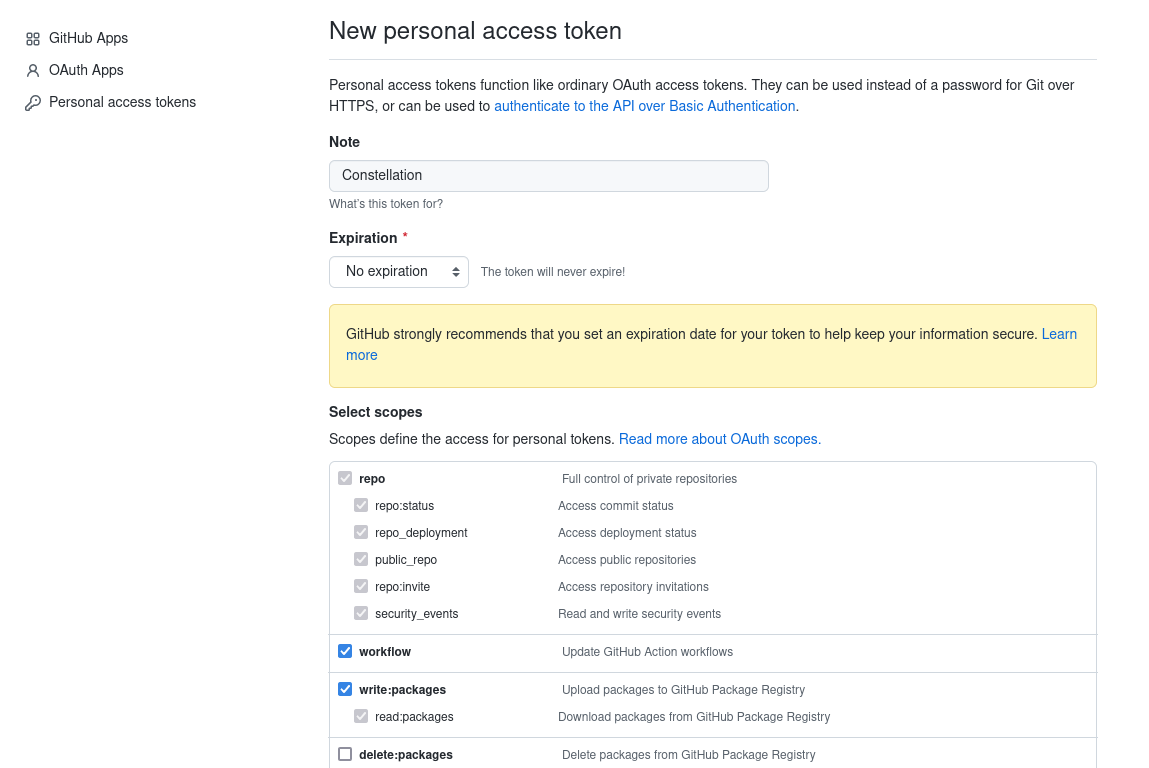 GitHub Apps
OAuth Apps
Personal access tokens
New personal access token
Personal access tokens function like ordinary OAuth access tokens. They can be used instead of a password for Git over
HTTPS, or can be used to authenticate to the API over Basic Authentication.
Note
Constellation
What's this token for?
Expiration *
No expiration
The token will never expire!
GitHub strongly recommends that you set an expiration date for your token to help keep your information secure. Learn
more
Select scopes
Scopes define the access for personal tokens. Read more about OAuth scopes.
repo Full control of private repositories
repo:status Access commit status
repo_deployment Access deployment status
public_repo Access public repositories
repo:invite Access repository invitations
security_events Read and write security events
workflow Update GitHub Action workflows
write:packages Upload packages to GitHub Package Registry
read:packages Download packages from GitHub Package Registry
delete:packages Delete packages from GitHub Package Registry